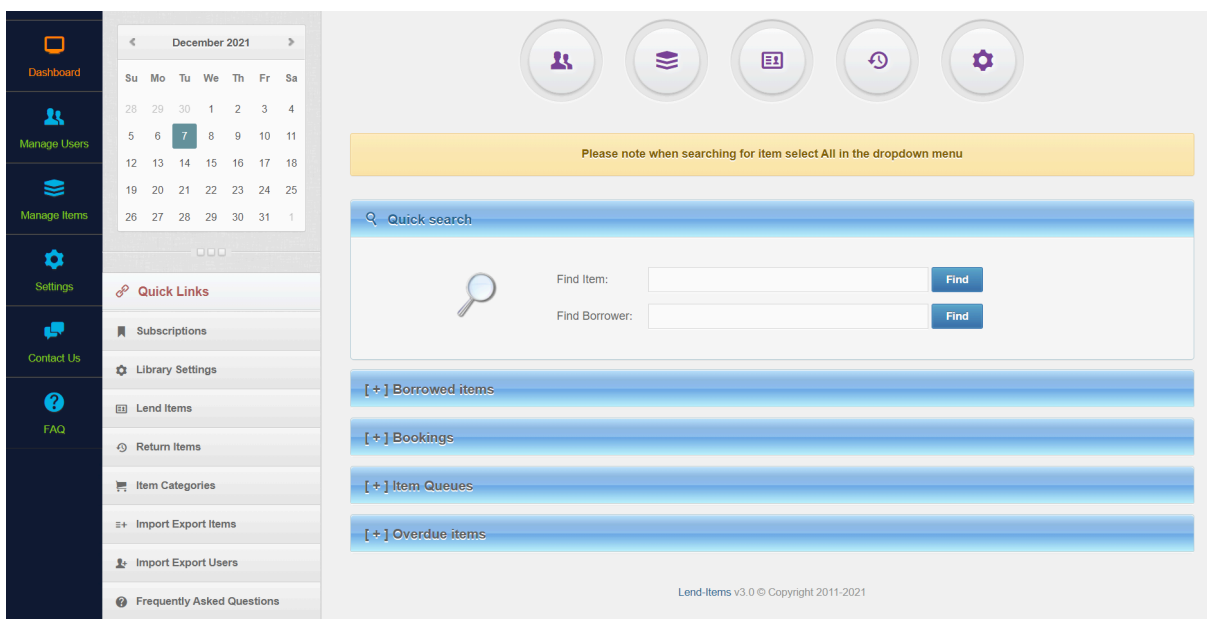 Dashboard
Manage Users
Manage Items
Settings
Contact Us
FAQ
December 2021
Su Mo Tu We Th Fr Sa
28 29 30 1 2 3 4
5 6 7 8 9 10 11
12 13 14 15 16 17 18
19 20 21 22 23 24 25
26 27 28 29 30 31 1
Quick Links
Subscriptions
Library Settings
Lend Items
Return Items
Item Categories
Import Export Items
Import Export Users
Frequently Asked Questions
Please note when searching for item select All in the dropdown menu
Quick search
Find Item: Find
Find Borrower: Find
[ + ] Borrowed items
[ + ] Bookings
[ + ] Item Queues
[ + ] Overdue items
Lend-Items v3.0 © Copyright 2011-2021